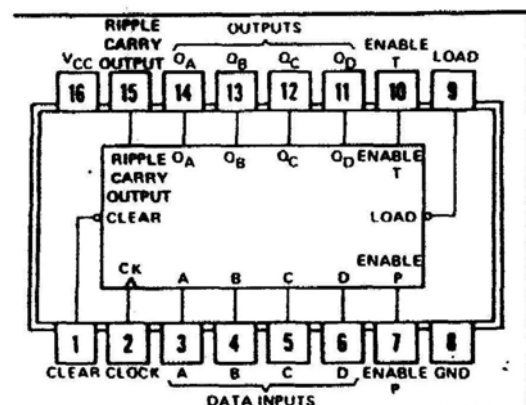 RIPPLE OUTPUTS
VCC CARRY QA QB QC QD ENABLE
OUTPUT T LOAD
16 15 14 13 12 11 10 9
RIPPLE QA QB QC QD ENABLE
CARRY T
OUTPUT
CLEAR LOAD
CK A B C D ENABLE
P
1 2 3 4 5 6 7 8
CLEAR CLOCK A B C D ENABLE GND
DATA INPUTS P